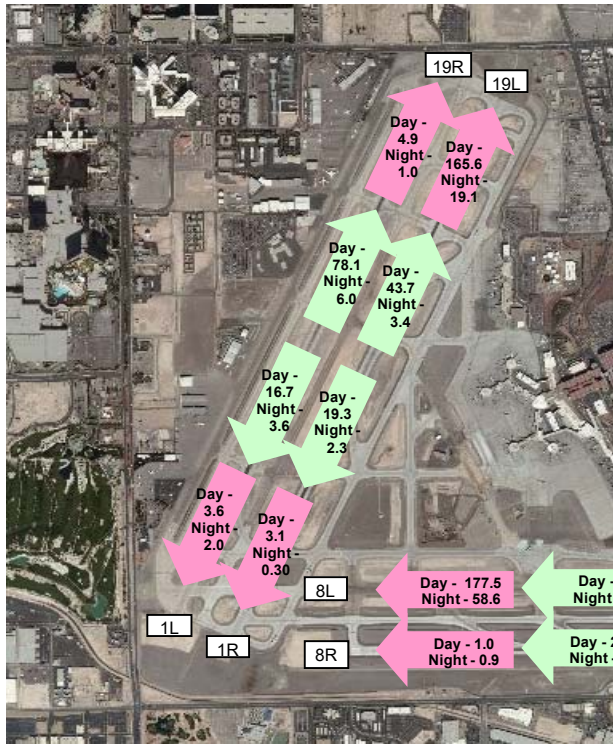 19R
19L
Day -
4.9
Night -
1.0
Day -
165.6
Night -
19.1
Day -
78.1
Night -
6.0
Day -
43.7
Night -
3.4
Day -
16.7
Night -
3.6
Day -
19.3
Night -
2.3
Day -
3.6
Night -
2.0
Day -
3.1
Night -
0.30
8L
Day - 177.5
Night - 58.6
Day -
Night
1L
1R
8R
Day - 1.0
Night - 0.9
Day - 2
Night -